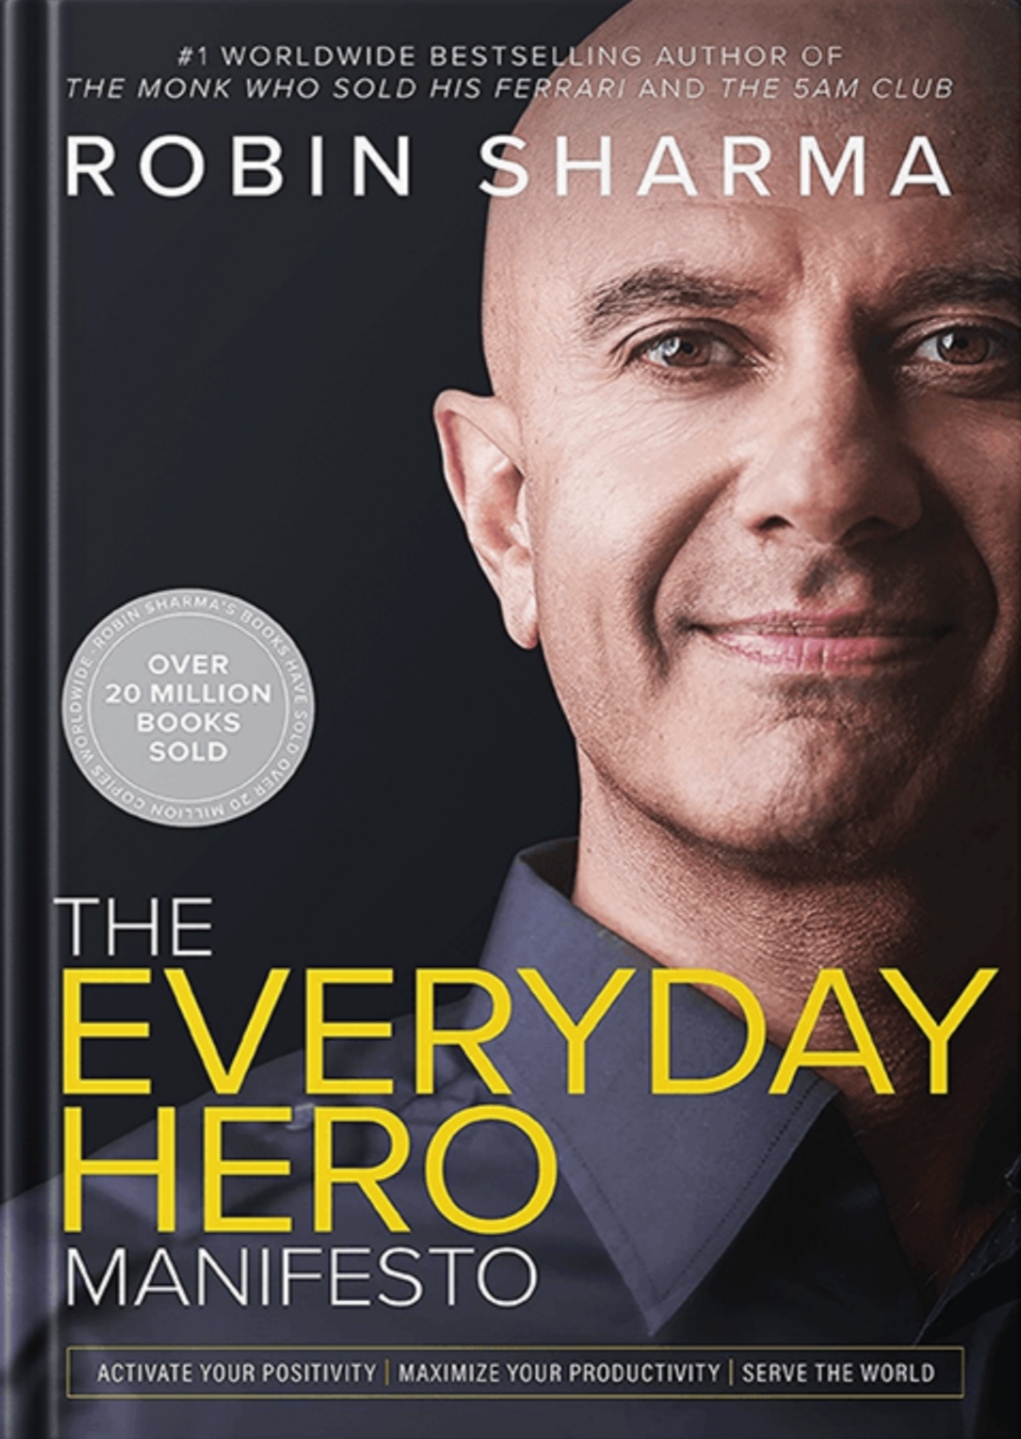 #1 WORLDWIDE BESTSELLING AUTHOR OF
THE MONK WHO SOLD HIS FERRARI AND THE 5AM CLUB
ROBIN SHARMA
ROBIN SHARMA'S BOOKS HAVE SOLD OVER 20 MILLION COPIES WORLDWIDE ·
OVER
20 MILLION
BOOKS
SOLD
THE
EVERYDAY
HERO
MANIFESTO
ACTIVATE YOUR POSITIVITY | MAXIMIZE YOUR PRODUCTIVITY | SERVE THE WORLD